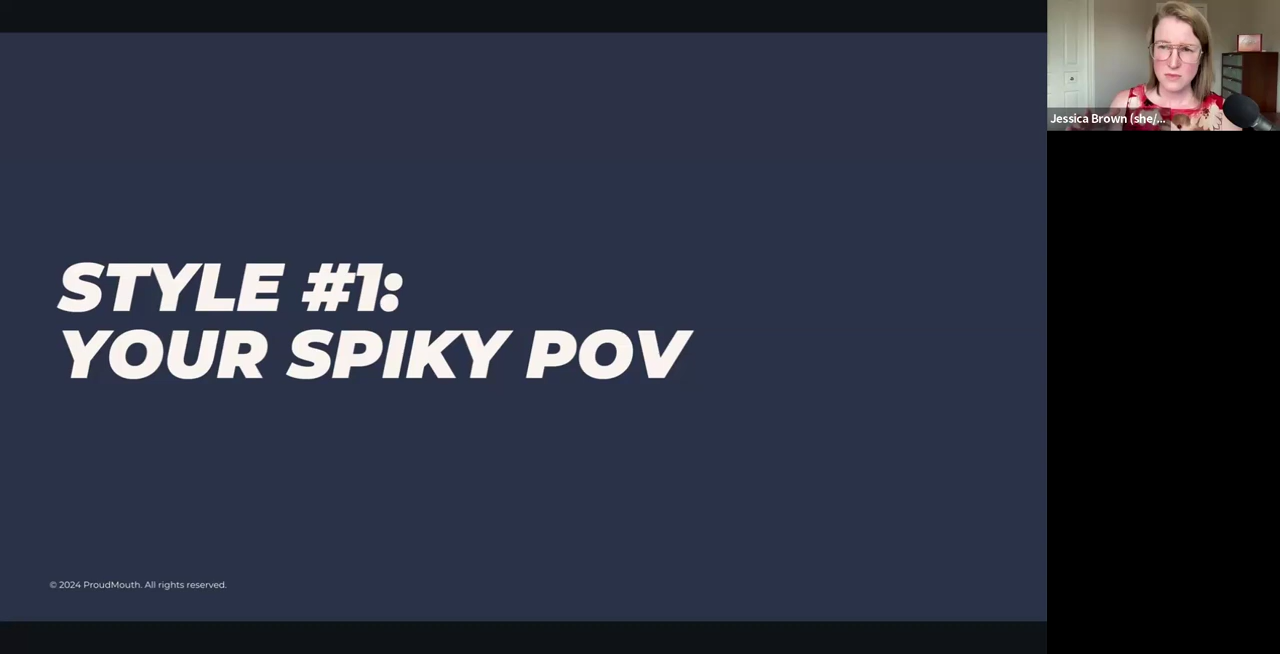 STYLE #1:
YOUR SPIKY POV
© 2024 ProudMouth. All rights reserved.
Jessica Brown (she/...